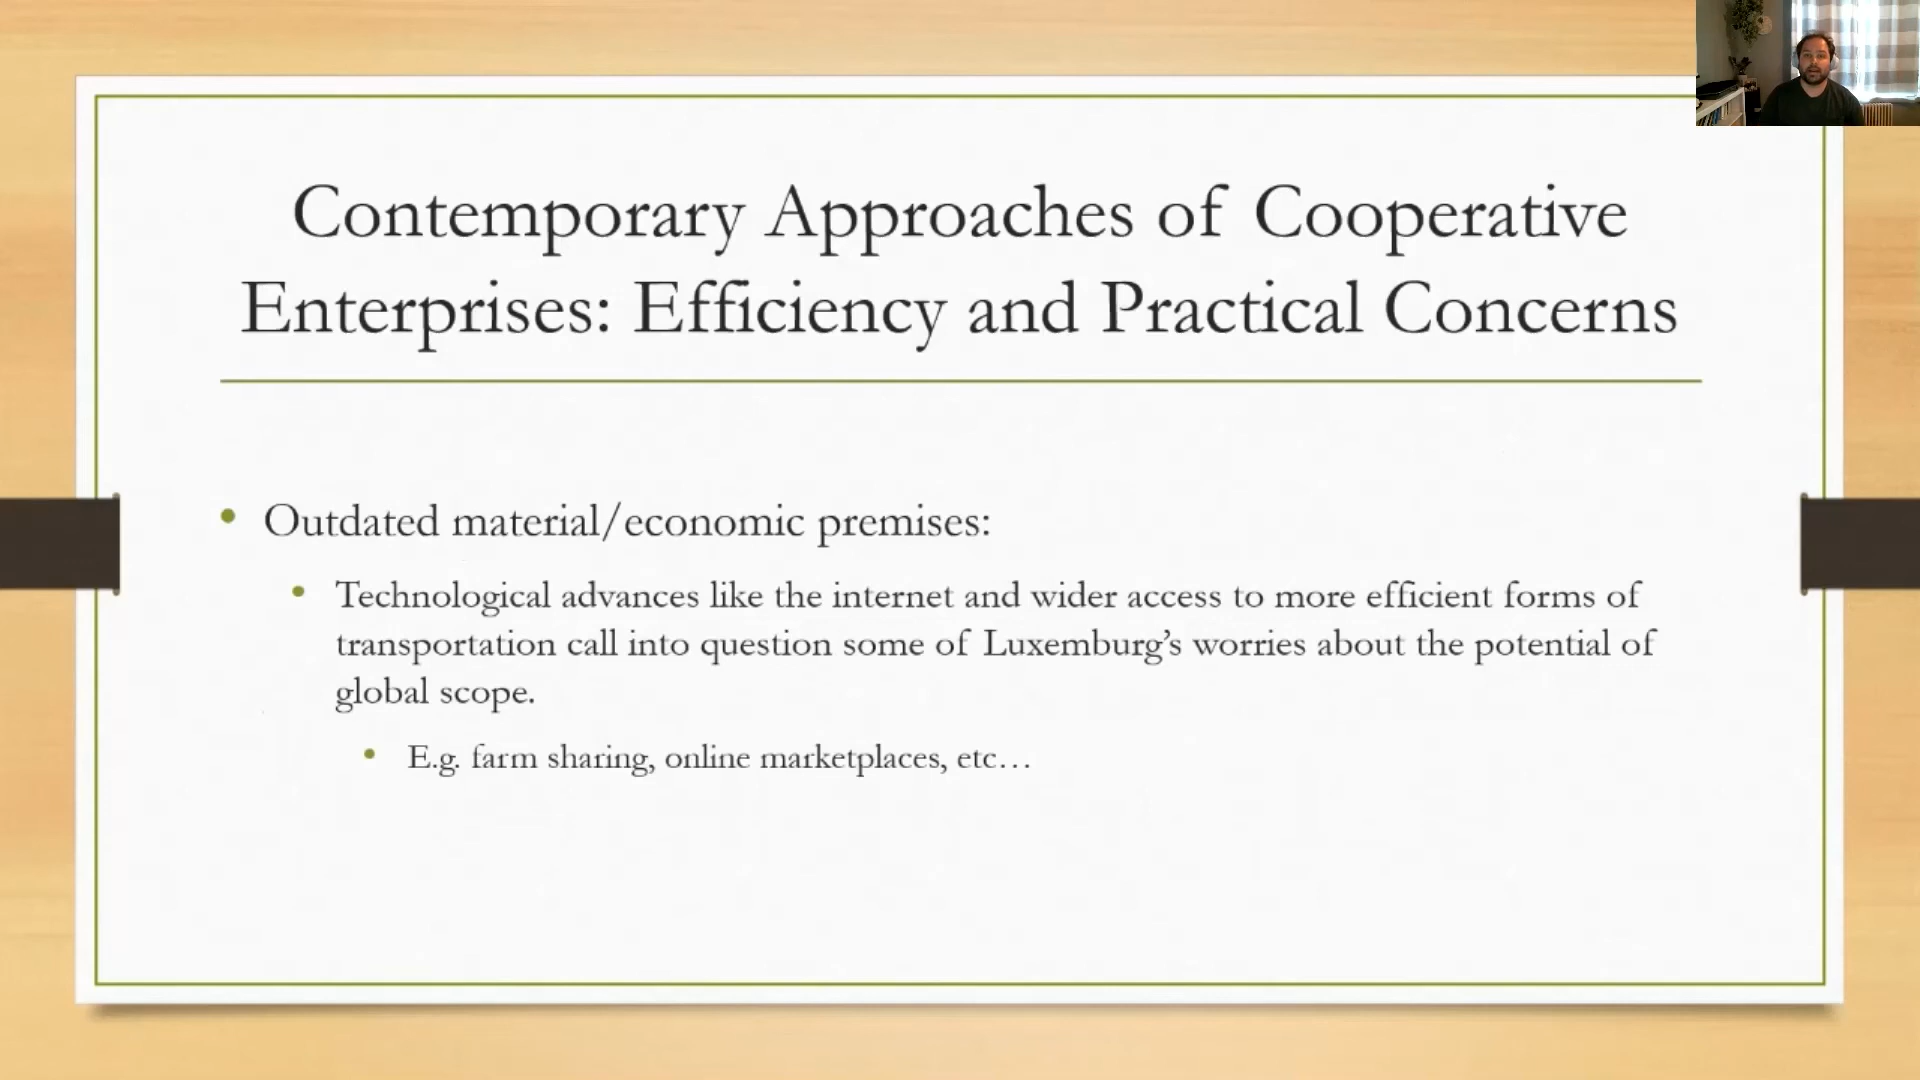 Contemporary Approaches of Cooperative
Enterprises: Efficiency and Practical Concerns
• Outdated material/economic premises:
• Technological advances like the internet and wider access to more efficient forms of
transportation call into question some of Luxemburg’s worries about the potential of
global scope.
• E.g. farm sharing, online marketplaces, etc…